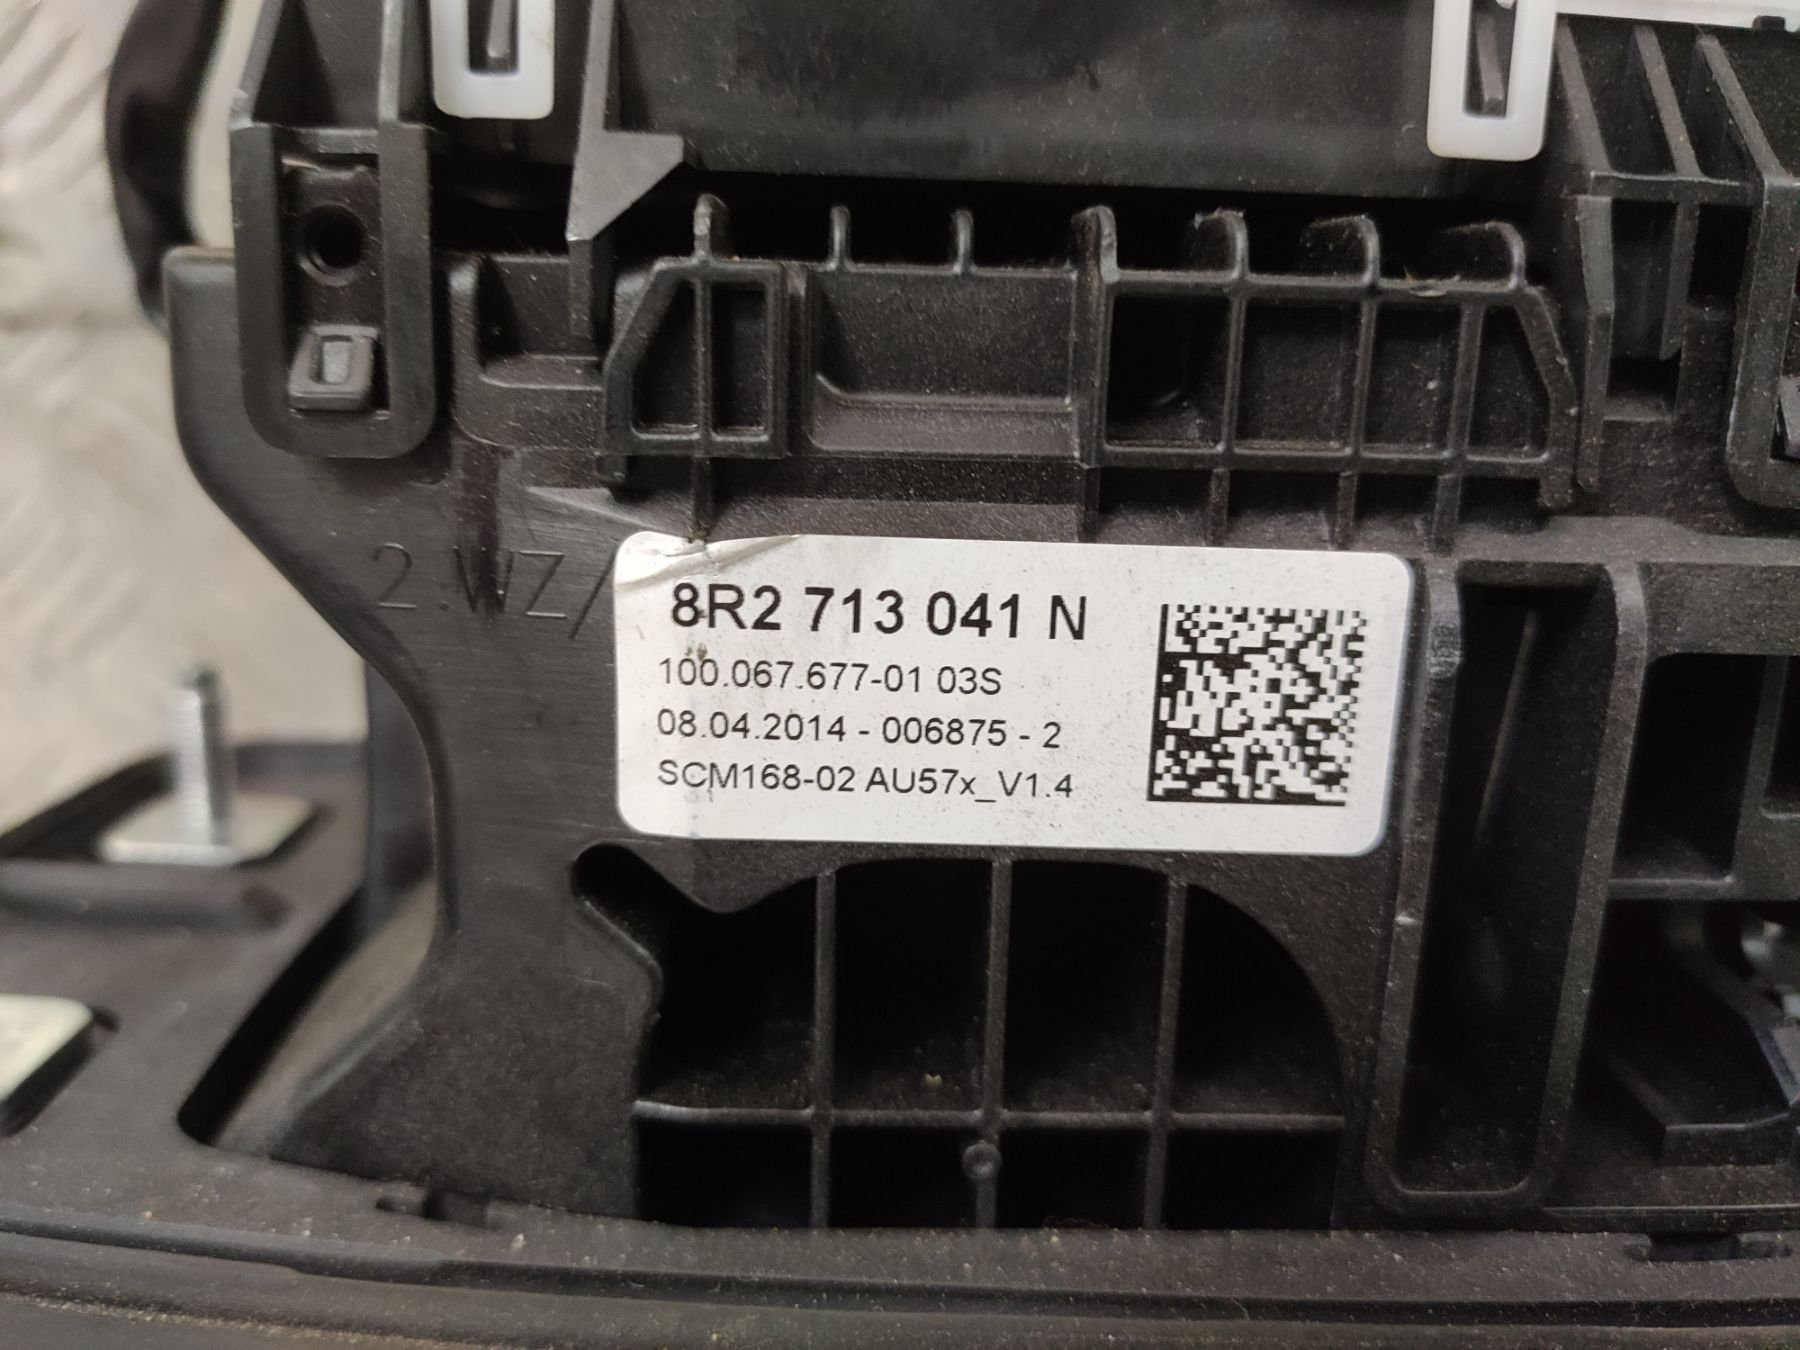 2.WZ/
8R2 713 041 N
100.067.677-01 03S
08.04.2014 - 006875 - 2
SCM168-02 AU57x_V1.4